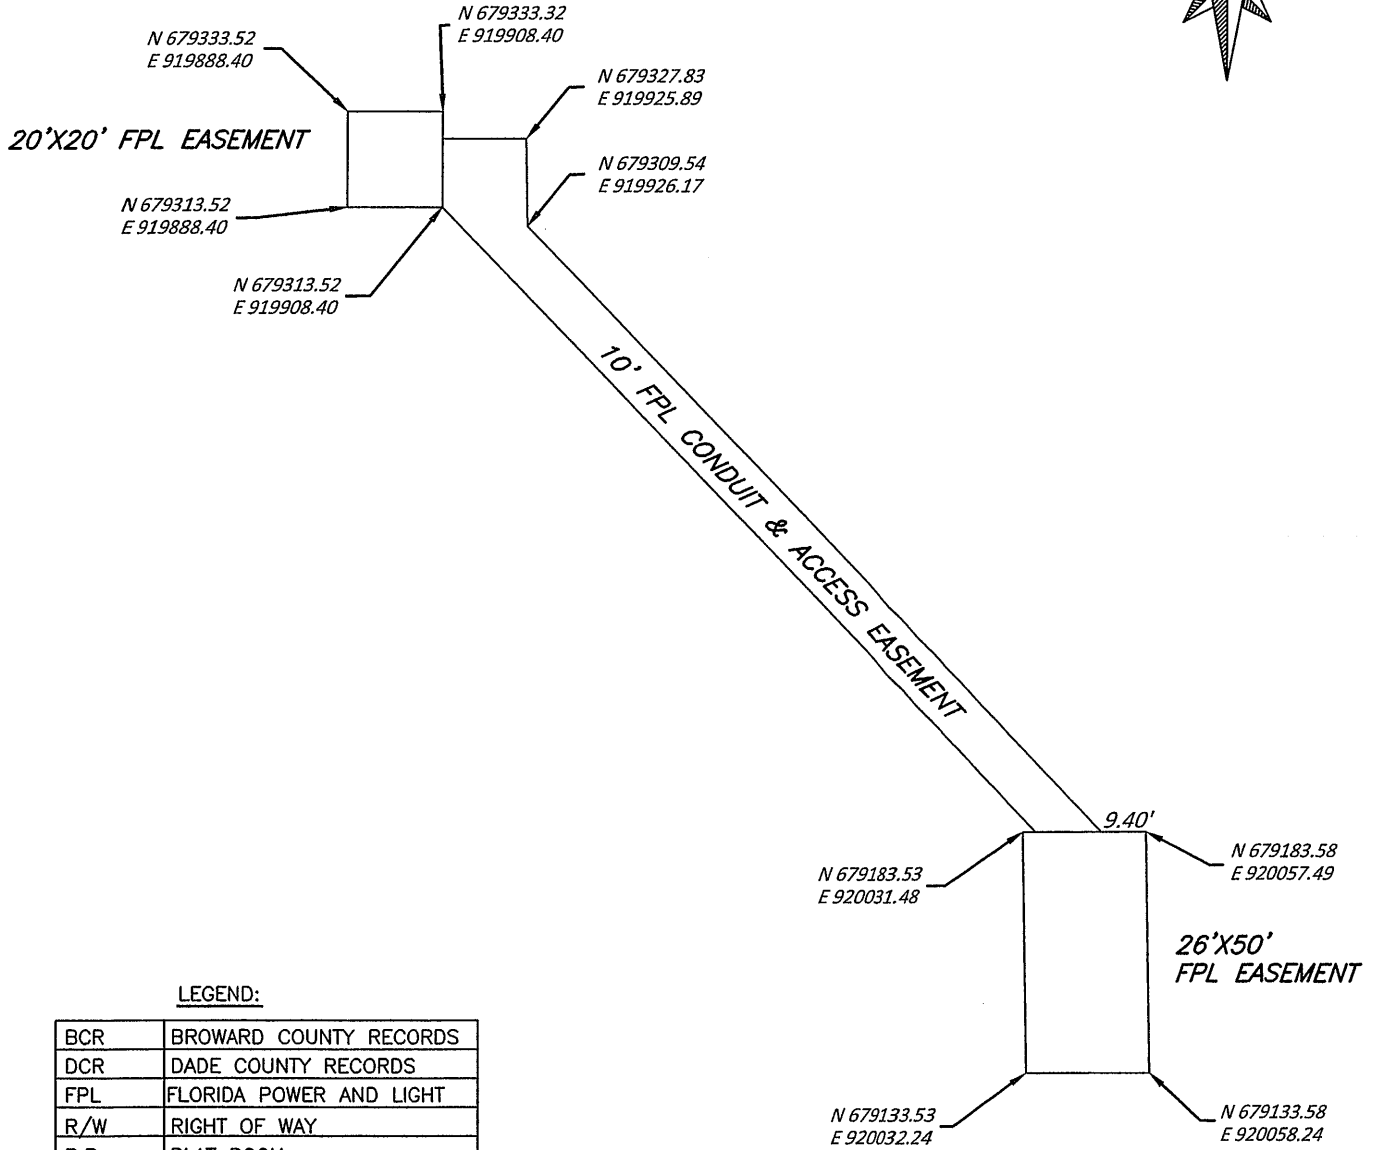 N 679333.32
E 919908.40
N 679333.52
E 919888.40
N 679327.83
E 919925.89
20'X20' FPL EASEMENT
N 679309.54
E 919926.17
N 679313.52
E 919888.40
N 679313.52
E 919908.40
10' FPL CONDUIT & ACCESS EASEMENT
9.40'
N 679183.58
E 920057.49
N 679183.53
E 920031.48
26'X50'
FPL EASEMENT
LEGEND:
BCR BROWARD COUNTY RECORDS
DCR DADE COUNTY RECORDS
FPL FLORIDA POWER AND LIGHT
R/W RIGHT OF WAY
N 679133.53
E 920032.24
N 679133.58
E 920058.24